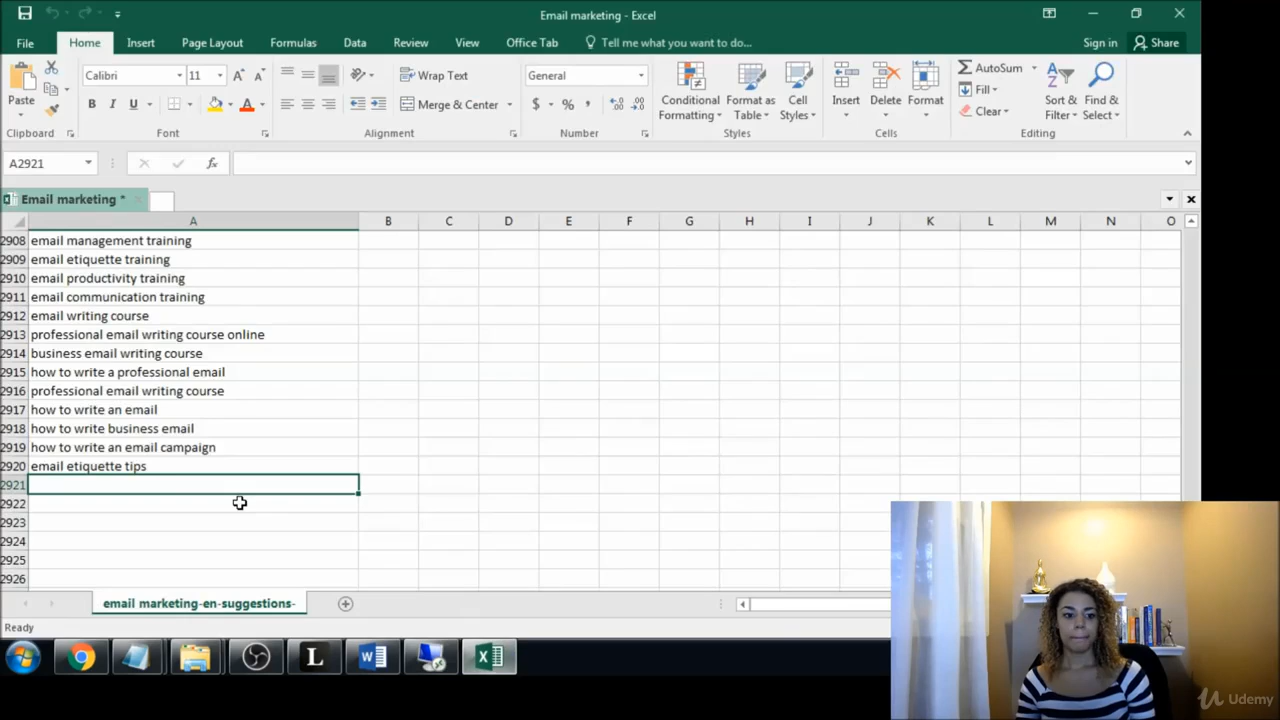 Email marketing - Excel
File Home Insert Page Layout Formulas Data Review View Office Tab Tell me what you want to do... Sign in Share
Paste
Calibri 11
Wrap Text
General
Conditional Formatting
Format as Table
Cell Styles
Insert
Delete
Format
AutoSum
Fill
Clear
Sort & Filter
Find & Select
B I U
Merge & Center
$ % ,
Clipboard Font Alignment Number Styles Cells Editing
A2921
fx
Email marketing *
A B C D E F G H I J K L M N O
2908 email management training
2909 email etiquette training
2910 email productivity training
2911 email communication training
2912 email writing course
2913 professional email writing course online
2914 business email writing course
2915 how to write a professional email
2916 professional email writing course
2917 how to write an email
2918 how to write business email
2919 how to write an email campaign
2920 email etiquette tips
2921
2922
2923
2924
2925
2926
email marketing-en-suggestions-
Ready
L
Udemy